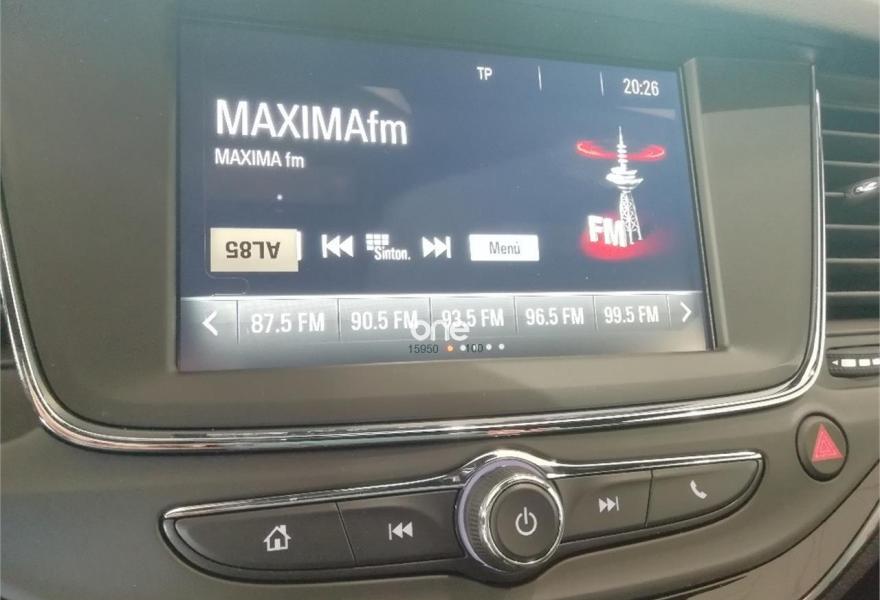 TP
20:26
MAXIMAfm
MAXIMA fm
FM
AL85
Sinton.
Menú
87.5 FM
90.5 FM
93.5 FM
96.5 FM
99.5 FM
one
15950
100